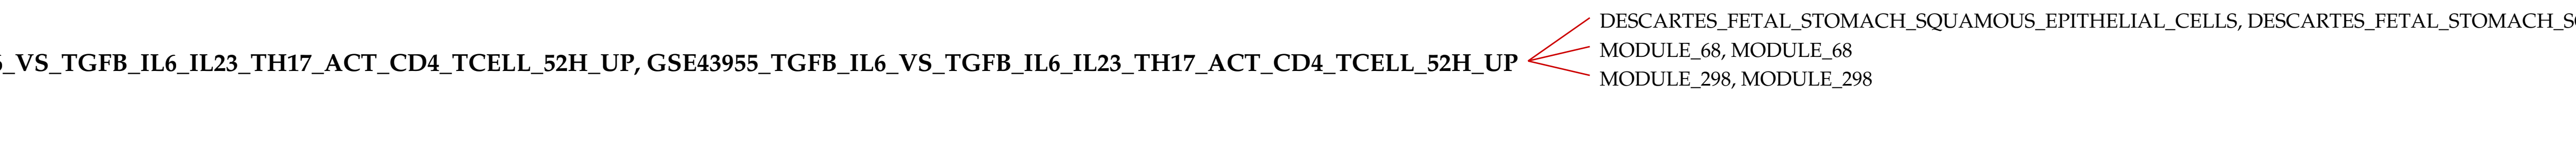 DESCARTES_FETAL_STOMACH_SQUAMOUS_EPITHELIAL_CELLS, DESCARTES_FETAL_STOMACH_S
_VS_TGFB_IL6_IL23_TH17_ACT_CD4_TCELL_52H_UP, GSE43955_TGFB_IL6_VS_TGFB_IL6_IL23_TH17_ACT_CD4_TCELL_52H_UP
MODULE_68, MODULE_68
MODULE_298, MODULE_298